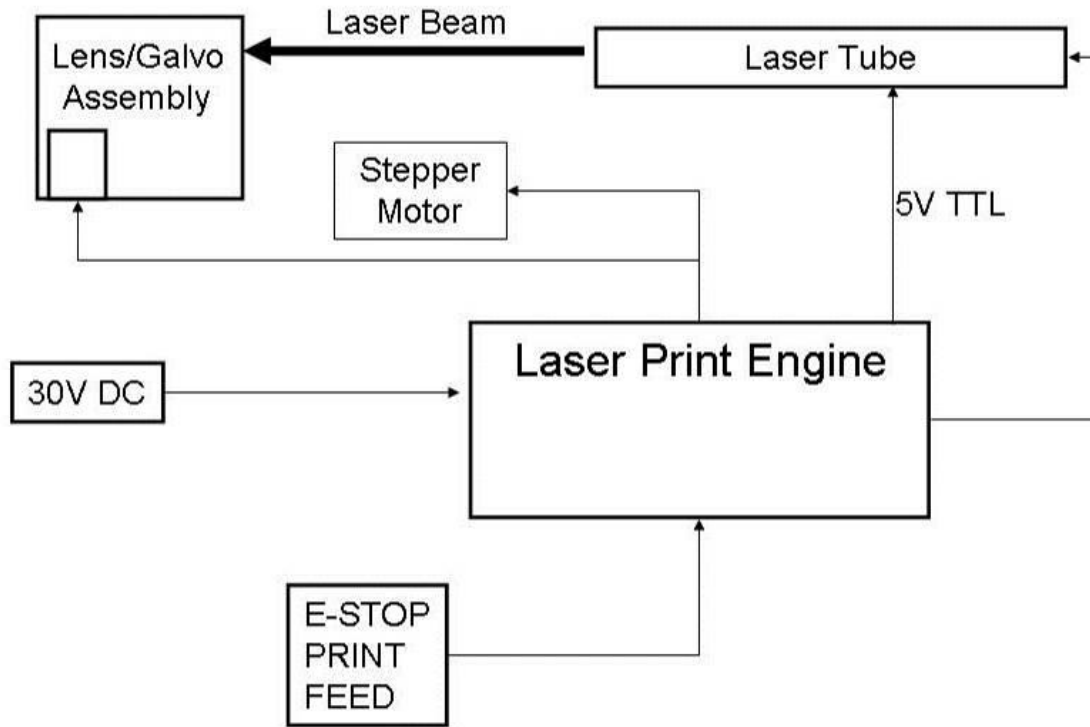 Laser Beam
Lens/Galvo
Assembly
Laser Tube
Stepper
Motor
5V TTL
Laser Print Engine
30V DC
E-STOP
PRINT
FEED